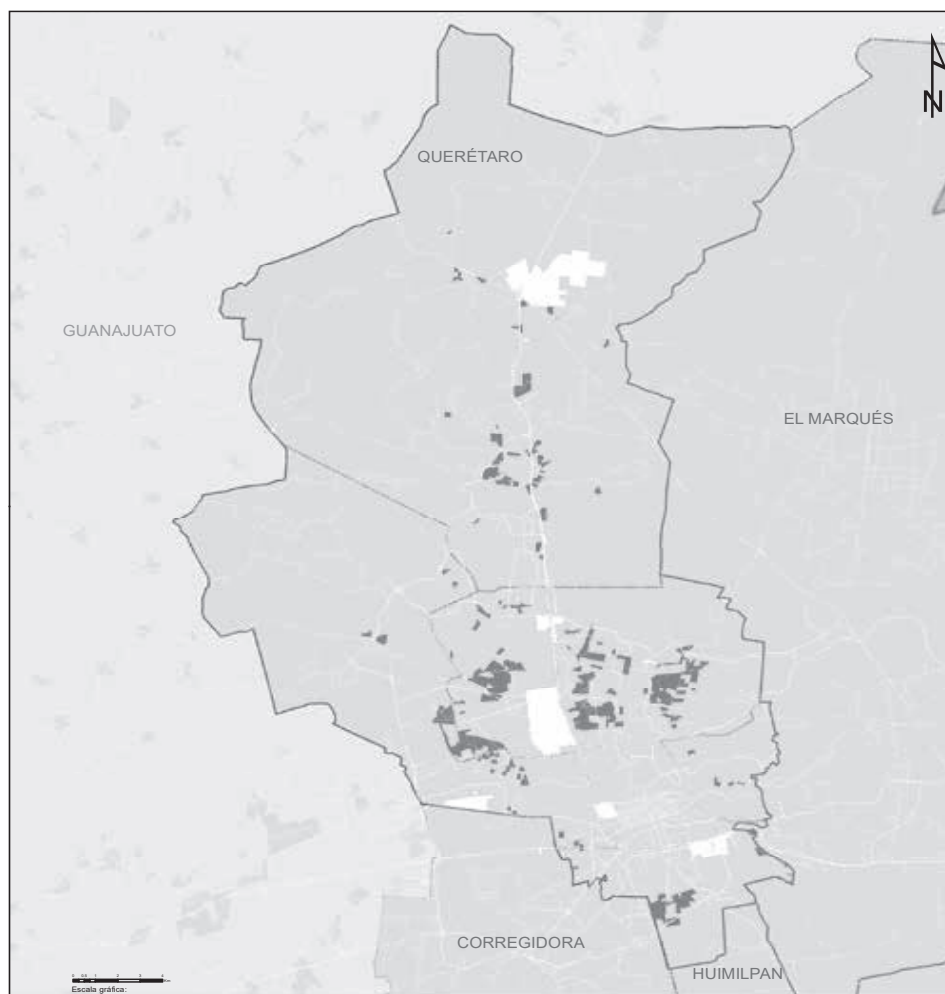 N
QUERÉTARO
GUANAJUATO
EL MARQUÉS
CORREGIDORA
HUIMILPAN
Escala gráfica: